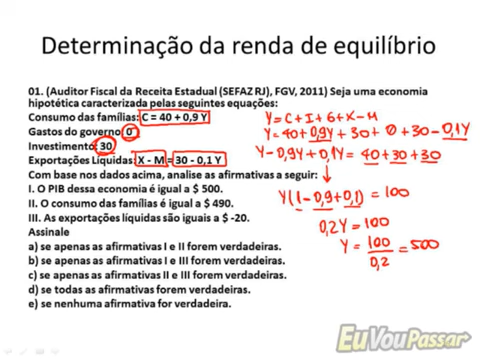 Determinação da renda de equilíbrio
01. (Auditor Fiscal da Receita Estadual (SEFAZ RJ), FGV, 2011) Seja uma economia
hipotética caracterizada pelas seguintes equações:
Consumo das famílias: C = 40 + 0,9 Y
Gastos do governo: 0
Investimento: 30
Exportações Líquidas: X - M = 30 - 0,1 Y
Com base nos dados acima, analise as afirmativas a seguir:
I. O PIB dessa economia é igual a $ 500.
II. O consumo das famílias é igual a $ 490.
III. As exportações líquidas são iguais a $ -20.
Assinale
a) se apenas as afirmativas I e II forem verdadeiras.
b) se apenas as afirmativas I e III forem verdadeiras.
c) se apenas as afirmativas II e III forem verdadeiras.
d) se todas as afirmativas forem verdadeiras.
e) se nenhuma afirmativa for verdadeira.
Y = C + I + G + X - M
Y = 40 + 0,9Y + 30 + 0 + 30 - 0,1Y
Y - 0,9Y + 0,1Y = 40 + 30 + 30
Y(1 - 0,9 + 0,1) = 100
0,2Y = 100
Y = 100 / 0,2 = 500
EuVouPassar